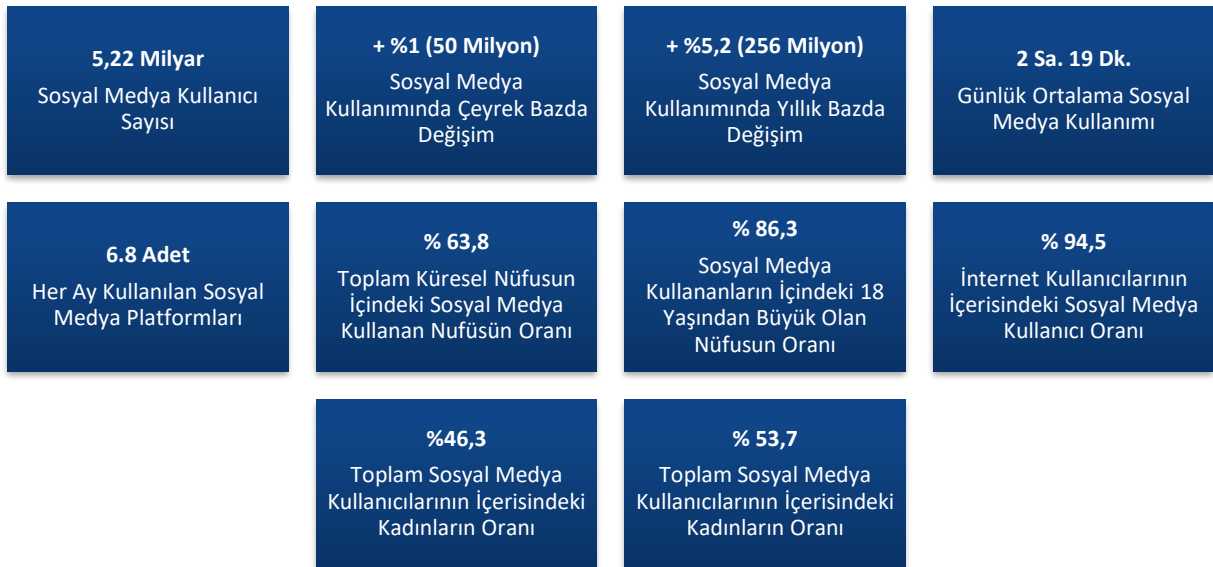 5,22 Milyar
Sosyal Medya Kullanıcı
Sayısı
+ %1 (50 Milyon)
Sosyal Medya
Kullanımında Çeyrek Bazda
Değişim
+ %5,2 (256 Milyon)
Sosyal Medya
Kullanımında Yıllık Bazda
Değişim
2 Sa. 19 Dk.
Günlük Ortalama Sosyal
Medya Kullanımı
6.8 Adet
Her Ay Kullanılan Sosyal
Medya Platformları
% 63,8
Toplam Küresel Nüfusun
İçindeki Sosyal Medya
Kullanan Nufüsün Oranı
% 86,3
Sosyal Medya
Kullananların İçindeki 18
Yaşından Büyük Olan
Nüfusun Oranı
% 94,5
İnternet Kullanıcılarının
İçerisindeki Sosyal Medya
Kullanıcı Oranı
%46,3
Toplam Sosyal Medya
Kullanıcılarının İçerisindeki
Kadınların Oranı
% 53,7
Toplam Sosyal Medya
Kullanıcılarının İçerisindeki
Kadınların Oranı